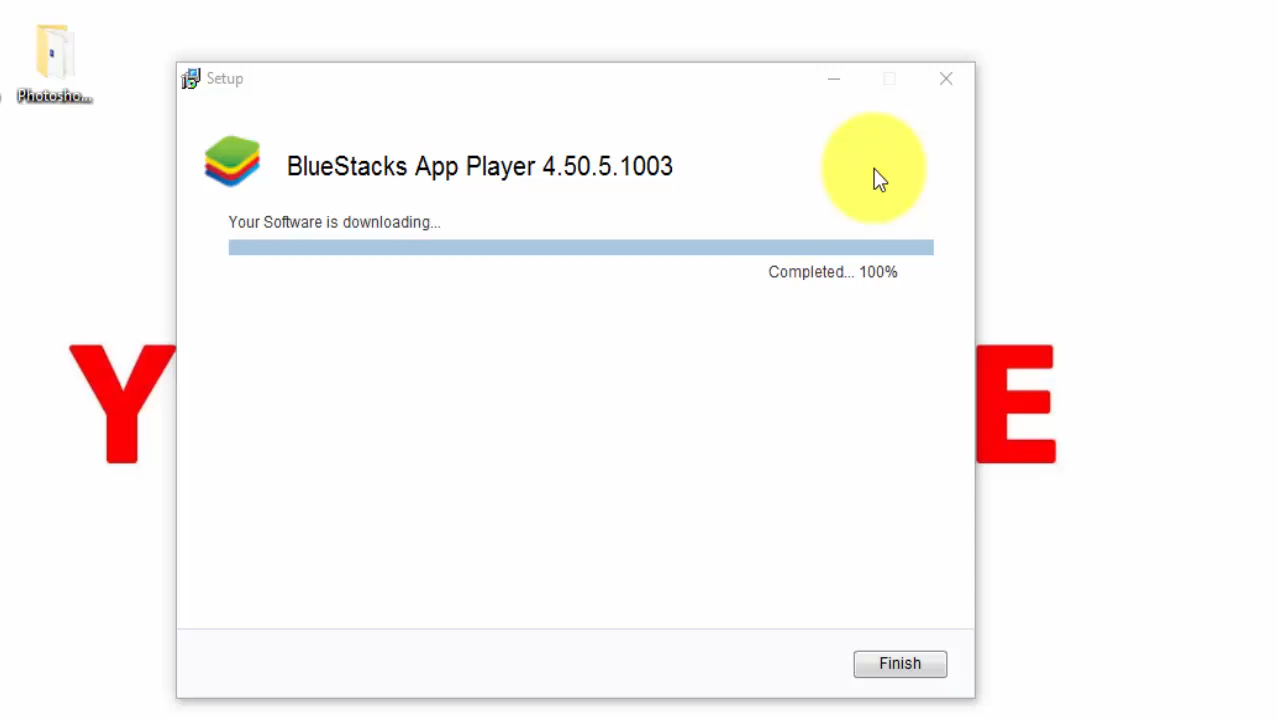 Photosho...
Setup
BlueStacks App Player 4.50.5.1003
Your Software is downloading...
Completed... 100%
Y
E
Finish